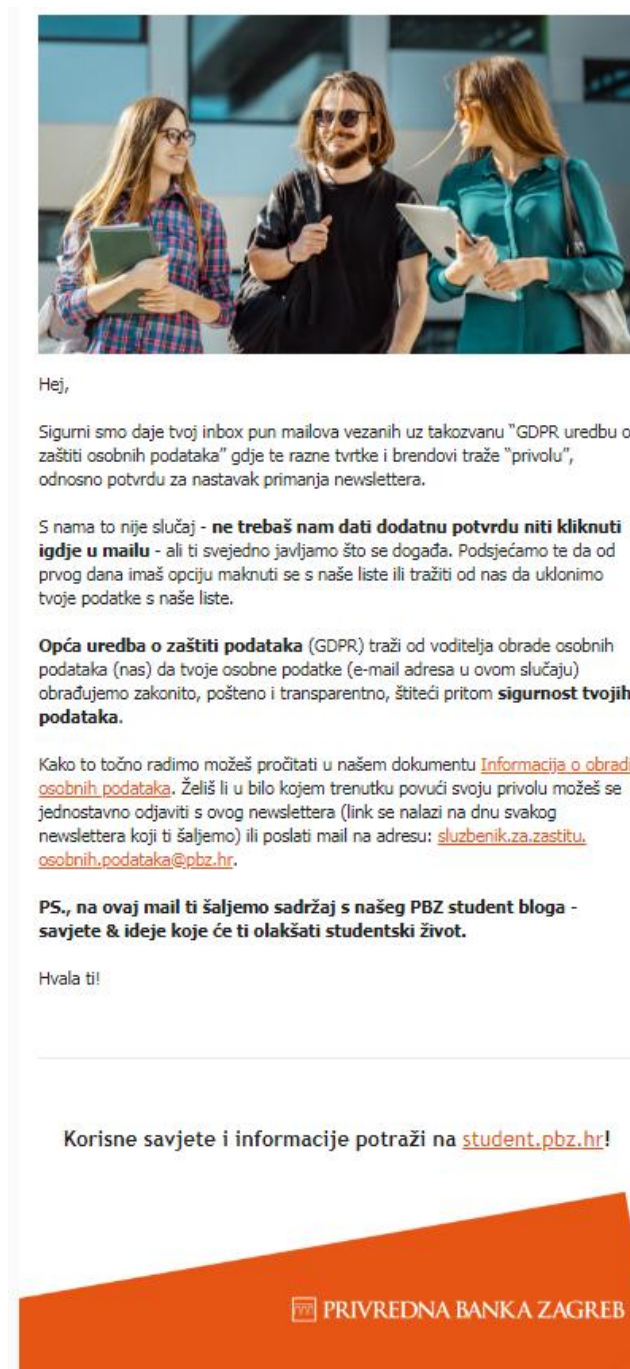 Hej,
Sigurni smo daje tvoj inbox pun mailova vezanih uz takozvanu “GDPR uredbu o
zaštiti osobnih podataka” gdje te razne tvrtke i brendovi traže “privolu”,
odnosno potvrdu za nastavak primanja newslettera.
S nama to nije slučaj - ne trebaš nam dati dodatnu potvrdu niti kliknuti
igdje u mailu - ali ti svejedno javljamo što se događa. Podsjećamo te da od
prvog dana imaš opciju maknuti se s naše liste ili tražiti od nas da uklonimo
tvoje podatke s naše liste.
Opća uredba o zaštiti podataka (GDPR) traži od voditelja obrade osobnih
podataka (nas) da tvoje osobne podatke (e-mail adresa u ovom slučaju)
obrađujemo zakonito, pošteno i transparentno, štiteći pritom sigurnost tvojih
podataka.
Kako to točno radimo možeš pročitati u našem dokumentu Informacija o obradi
osobnih podataka. Želiš li u bilo kojem trenutku povući svoju privolu možeš se
jednostavno odjaviti s ovog newslettera (link se nalazi na dnu svakog
newslettera koji ti šaljemo) ili poslati mail na adresu: sluzbenik.za.zastitu.
osobnih.podataka@pbz.hr.
PS., na ovaj mail ti šaljemo sadržaj s našeg PBZ student bloga -
savjete & ideje koje će ti olakšati studentski život.
Hvala ti!
Korisne savjete i informacije potraži na student.pbz.hr!
PRIVREDNA BANKA ZAGREB